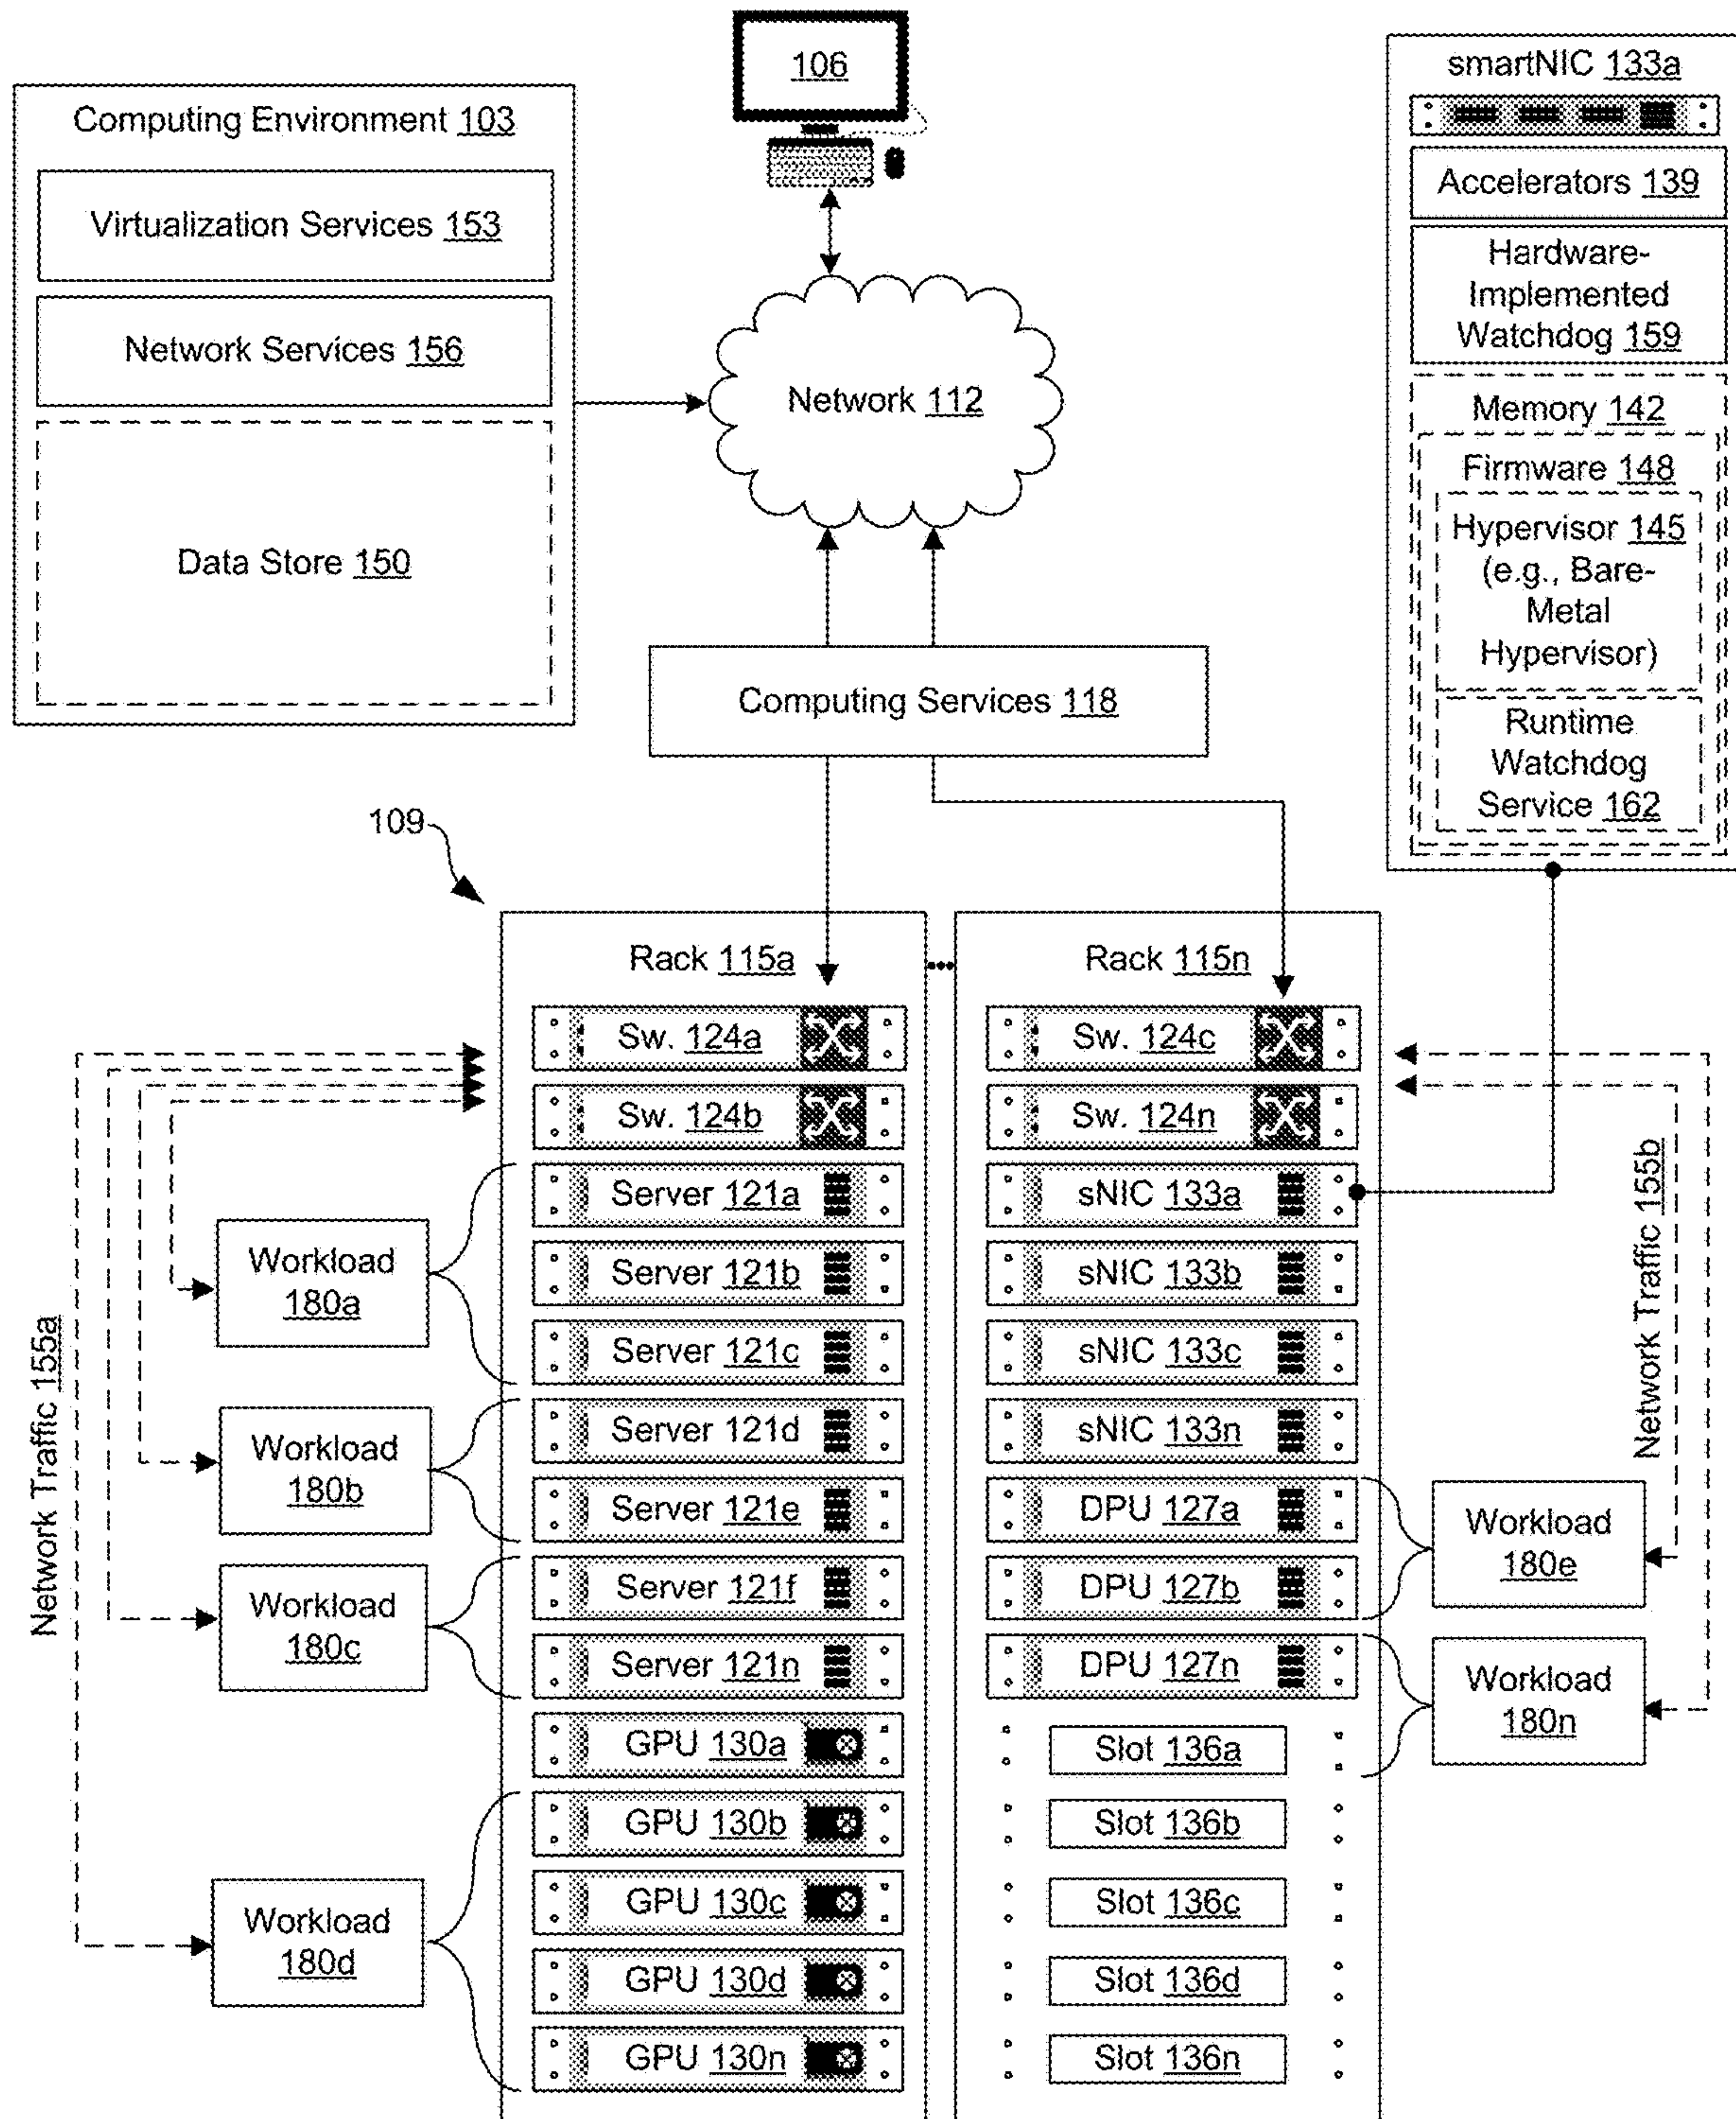 106
Computing Environment 103
Virtualization Services 153
Network Services 156
Data Store 150
Network 112
Computing Services 118
smartNIC 133a
Accelerators 139
Hardware-
Implemented
Watchdog 159
Memory 142
Firmware 148
Hypervisor 145
(e.g., Bare-
Metal
Hypervisor)
Runtime
Watchdog
Service 162
109
Rack 115a
Sw. 124a
Sw. 124b
Server 121a
Server 121b
Server 121c
Server 121d
Server 121e
Server 121f
Server 121n
GPU 130a
GPU 130b
GPU 130c
GPU 130d
GPU 130n
Rack 115n
Sw. 124c
Sw. 124n
sNIC 133a
sNIC 133b
sNIC 133c
sNIC 133n
DPU 127a
DPU 127b
DPU 127n
Slot 136a
Slot 136b
Slot 136c
Slot 136d
Slot 136n
Network Traffic 155a
Workload
180a
Workload
180b
Workload
180c
Workload
180d
Network Traffic 155b
Workload
180e
Workload
180n